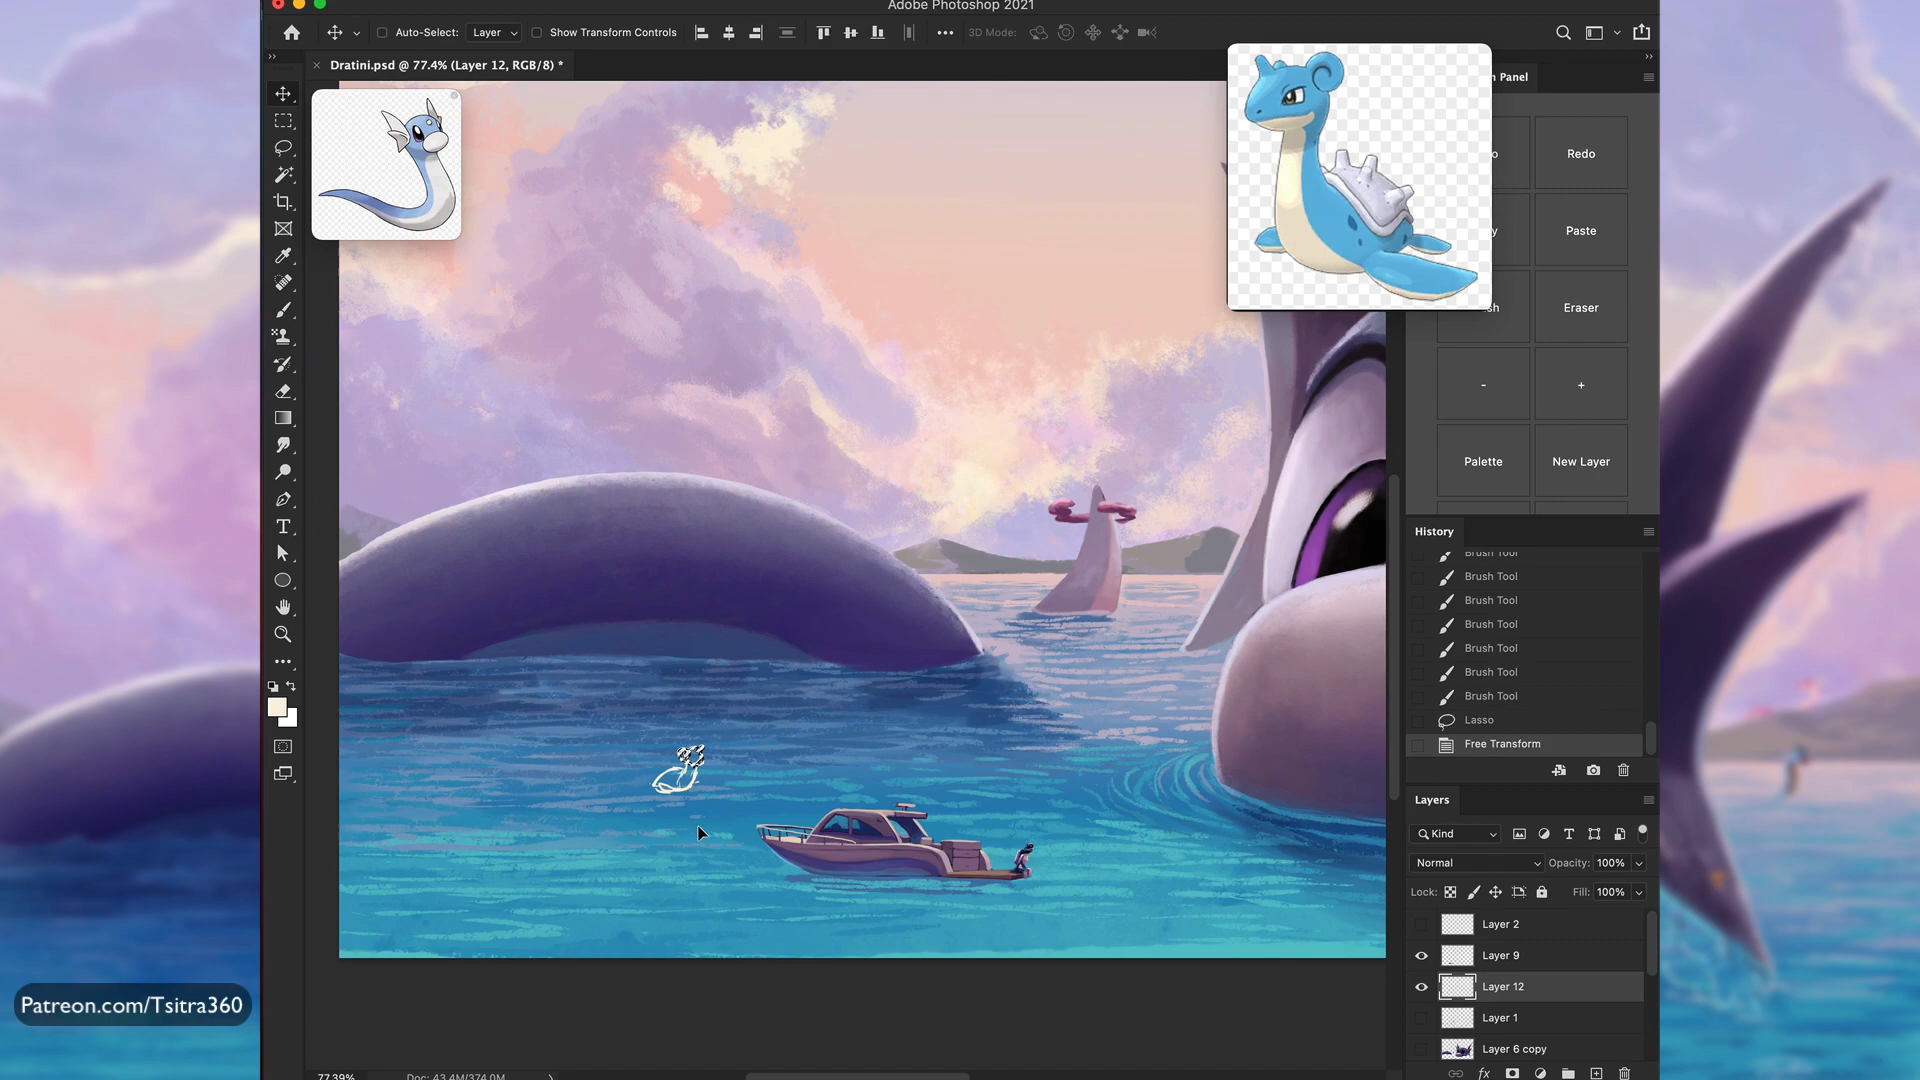 Adobe Photoshop 2021
Auto-Select:
Layer
Show Transform Controls
3D Mode:
Dratini.psd @ 77.4% (Layer 12, RGB/8) *
Panel
Redo
Paste
Eraser
-
+
Palette
New Layer
History
Brush Tool
Brush Tool
Brush Tool
Brush Tool
Brush Tool
Brush Tool
Brush Tool
Lasso
Free Transform
Layers
Kind
Normal
Opacity: 100%
Lock:
Fill: 100%
Layer 2
Layer 9
Layer 12
Layer 1
Layer 6 copy
fx
Patreon.com/Tsitra360
77.39%
Doc: 43.4M/374.0M